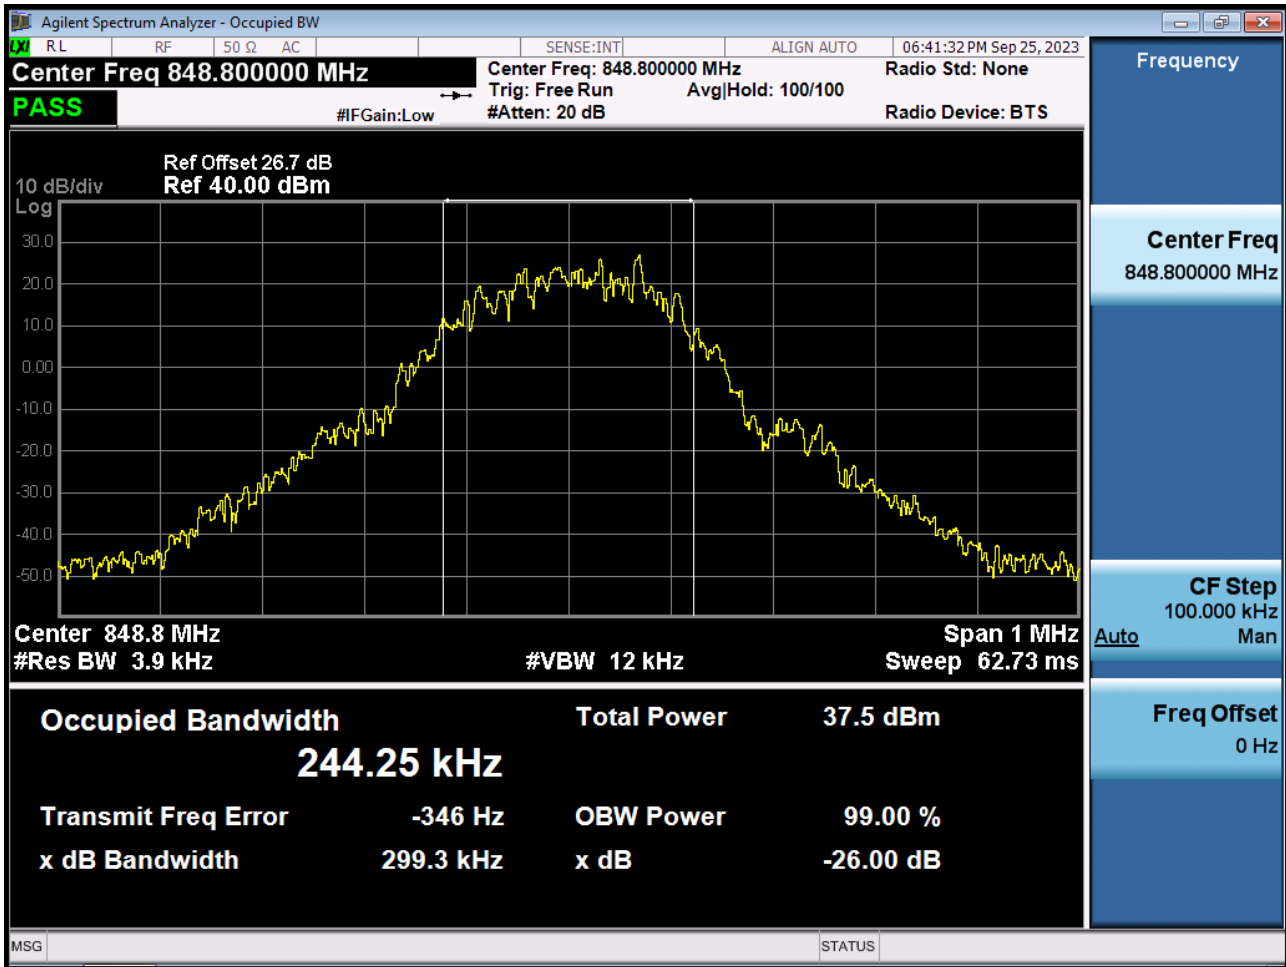 Agilent Spectrum Analyzer - Occupied BW
LXI RL RF 50 Ω AC SENSE:INT ALIGN AUTO 06:41:32 PM Sep 25, 2023
Center Freq 848.800000 MHz
Center Freq: 848.800000 MHz
Radio Std: None
Trig: Free Run Avg|Hold: 100/100
PASS
#IFGain:Low
#Atten: 20 dB
Radio Device: BTS
Ref Offset 26.7 dB
10 dB/div Ref 40.00 dBm
Log
30.0
20.0
10.0
0.00
-10.0
-20.0
-30.0
-40.0
-50.0
Center 848.8 MHz Span 1 MHz
#Res BW 3.9 kHz #VBW 12 kHz Sweep 62.73 ms
Occupied Bandwidth Total Power 37.5 dBm
244.25 kHz
Transmit Freq Error -346 Hz OBW Power 99.00 %
x dB Bandwidth 299.3 kHz x dB -26.00 dB
MSG STATUS
Frequency
Center Freq
848.800000 MHz
CF Step
100.000 kHz
Auto Man
Freq Offset
0 Hz